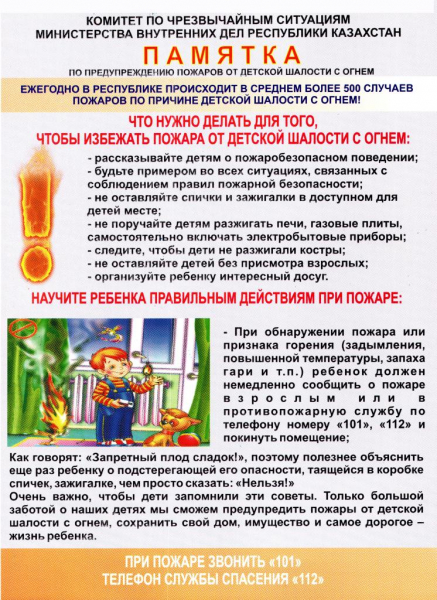 КОМИТЕТ ПО ЧРЕЗВЫЧАЙНЫМ СИТУАЦИЯМ
МИНИСТЕРСТВА ВНУТРЕННИХ ДЕЛ РЕСПУБЛИКИ КАЗАХСТАН
ПАМЯТКА
ПО ПРЕДУПРЕЖДЕНИЮ ПОЖАРОВ ОТ ДЕТСКОЙ ШАЛОСТИ С ОГНЕМ
ЕЖЕГОДНО В РЕСПУБЛИКЕ ПРОИСХОДИТ В СРЕДНЕМ БОЛЕЕ 500 СЛУЧАЕВ
ПОЖАРОВ ПО ПРИЧИНЕ ДЕТСКОЙ ШАЛОСТИ С ОГНЕМ!
ЧТО НУЖНО ДЕЛАТЬ ДЛЯ ТОГО,
ЧТОБЫ ИЗБЕЖАТЬ ПОЖАРА ОТ ДЕТСКОЙ ШАЛОСТИ С ОГНЕМ:
- рассказывайте детям о пожаробезопасном поведении;
- будьте примером во всех ситуациях, связанных с
соблюдением правил пожарной безопасности;
- не оставляйте спички и зажигалки в доступном для
детей месте;
- не поручайте детям разжигать печи, газовые плиты,
самостоятельно включать электробытовые приборы;
- следите, чтобы дети не разжигали костры;
- не оставляйте детей без присмотра взрослых;
- организуйте ребенку интересный досуг.
НАУЧИТЕ РЕБЕНКА ПРАВИЛЬНЫМ ДЕЙСТВИЯМ ПРИ ПОЖАРЕ:
- При обнаружении пожара или
признака горения (задымления,
повышенной температуры, запаха
гари и т.п.) ребенок должен
немедленно сообщить о пожаре
взрослым или в
противопожарную службу по
телефону номеру «101», «112» и
покинуть помещение;
Как говорят: «Запретный плод сладок!», поэтому полезнее объяснить
еще раз ребенку о подстерегающей его опасности, таящейся в коробке
спичек, зажигалке, чем просто сказать: «Нельзя!»
Очень важно, чтобы дети запомнили эти советы. Только большой
заботой о наших детях мы сможем предупредить пожары от детской
шалости с огнем, сохранить свой дом, имущество и самое дорогое –
жизнь ребенка.
ПРИ ПОЖАРЕ ЗВОНИТЬ «101»
ТЕЛЕФОН СЛУЖБЫ СПАСЕНИЯ «112»